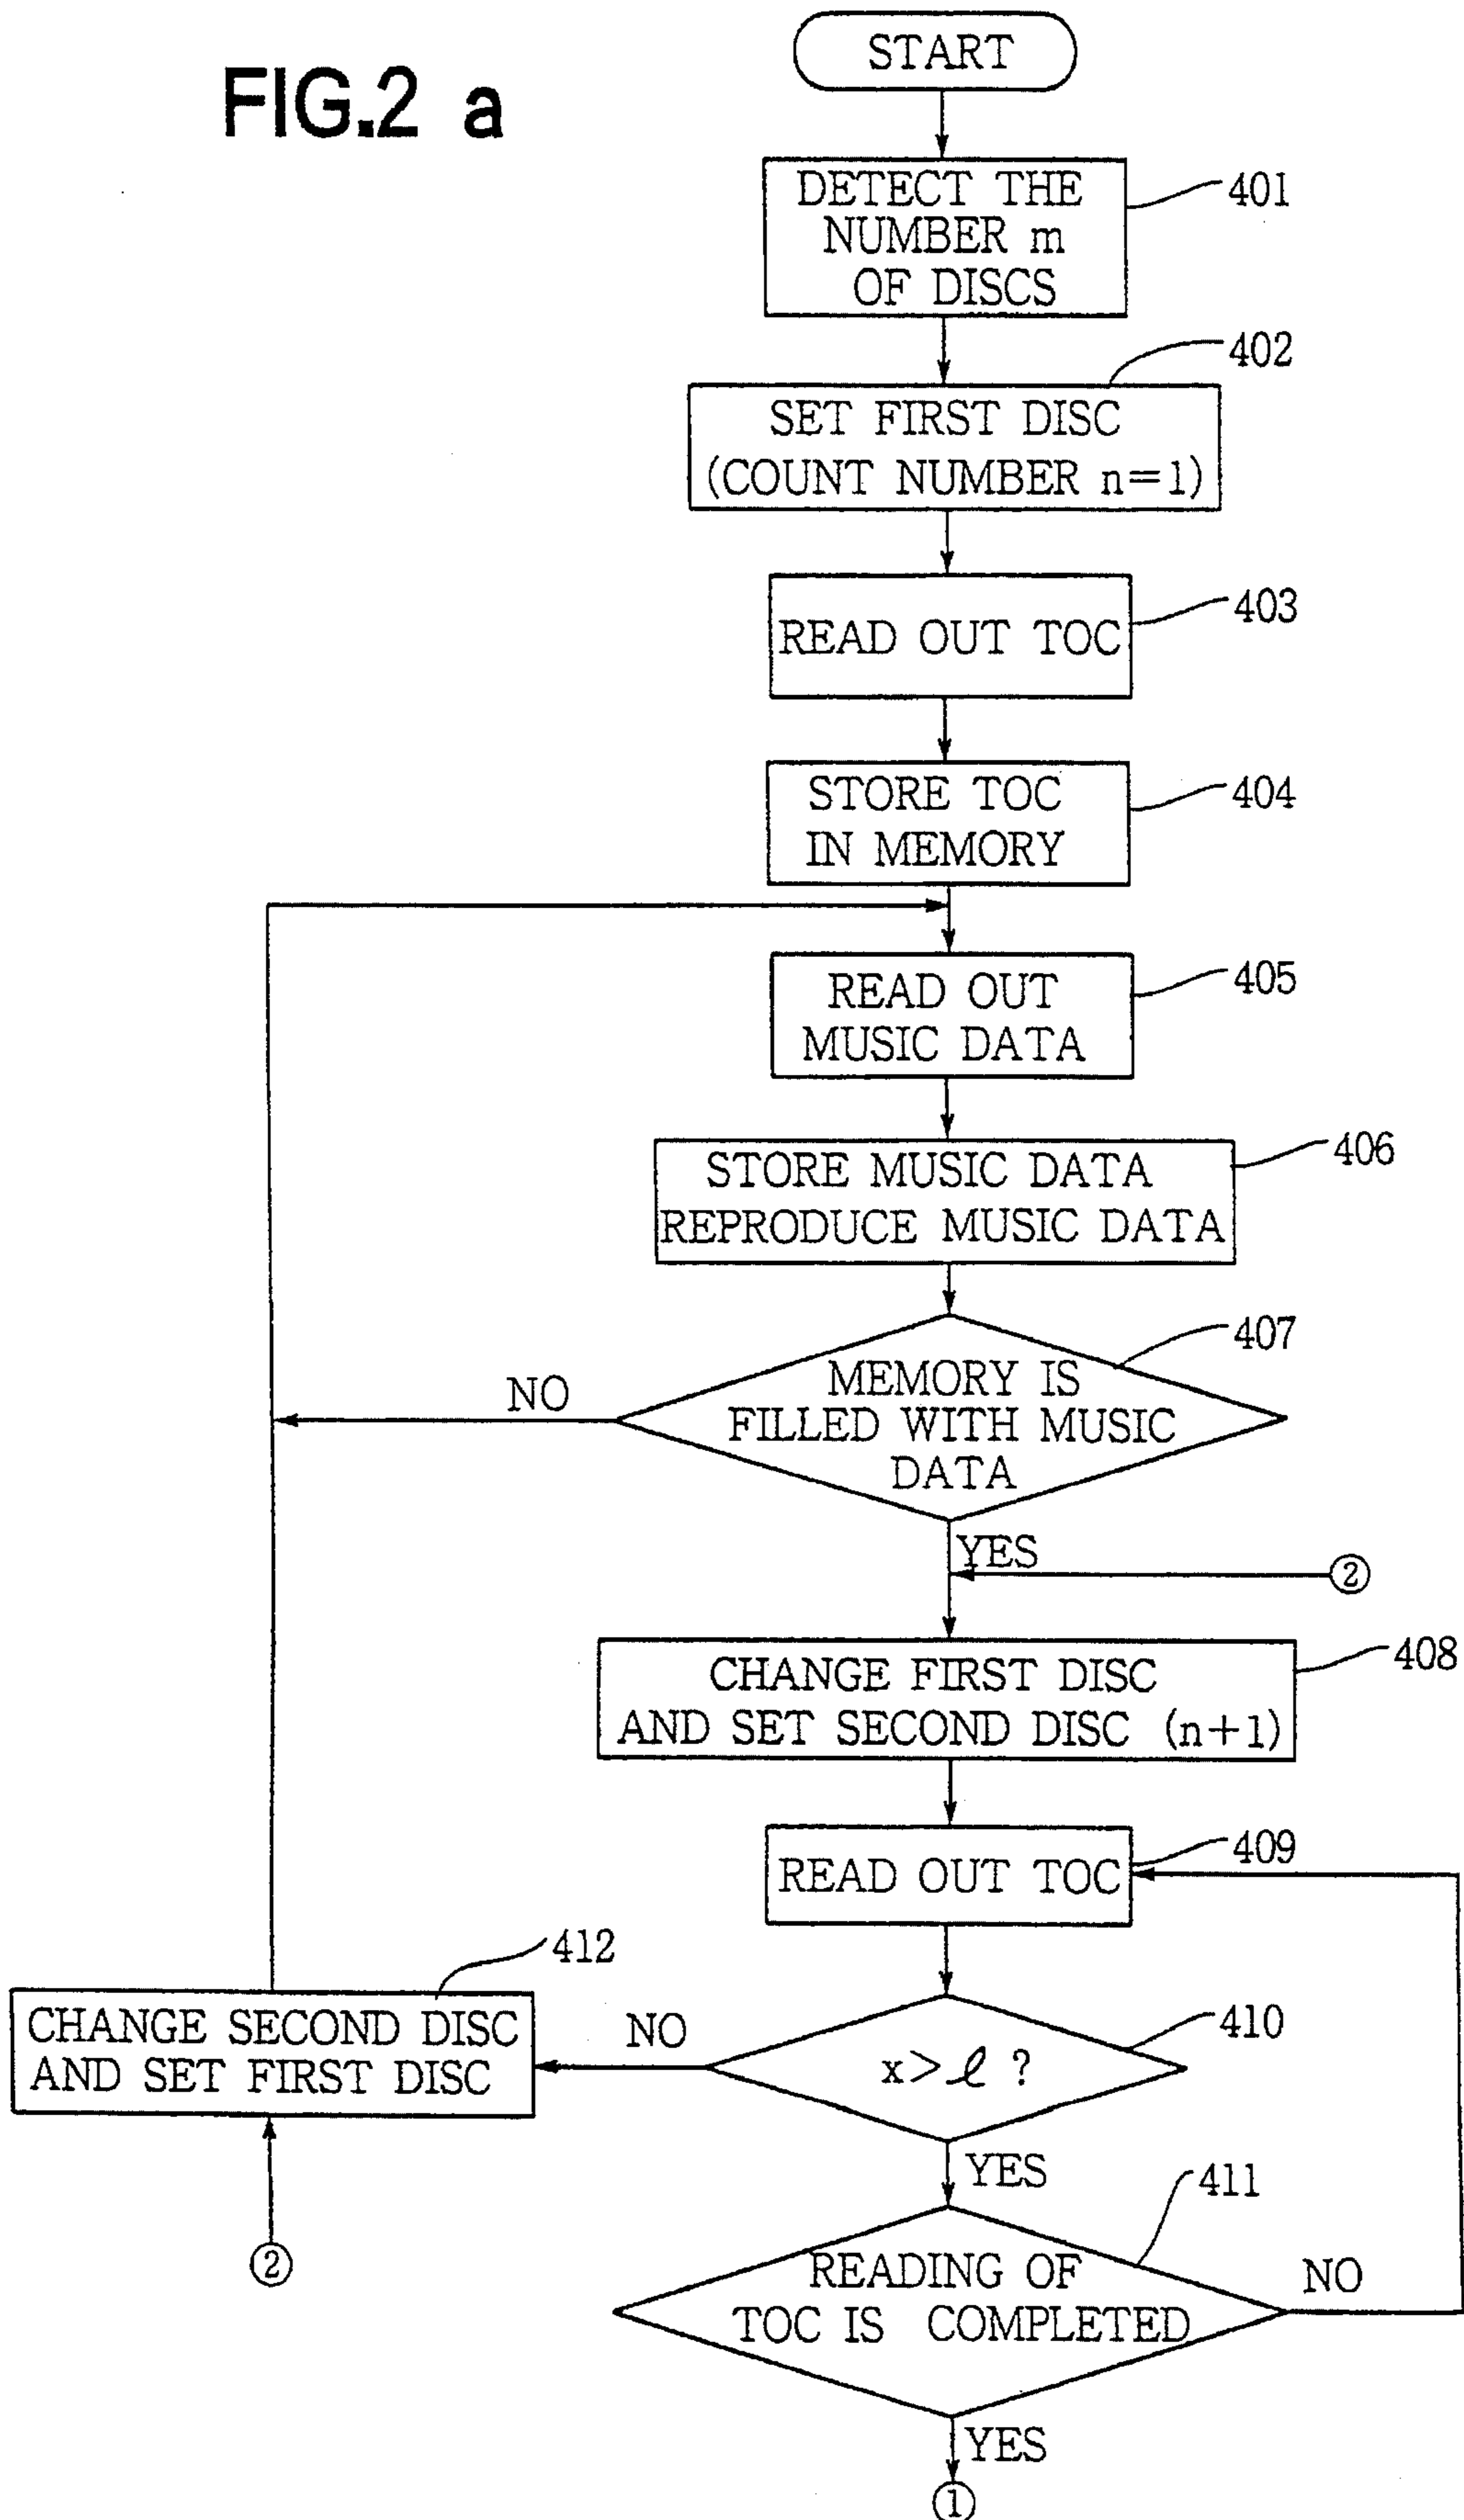 FIG.2 a
START
DETECT THE
NUMBER m
OF DISCS
401
402
SET FIRST DISC
(COUNT NUMBER n=1)
READ OUT TOC
403
STORE TOC
IN MEMORY
404
READ OUT
MUSIC DATA
405
STORE MUSIC DATA
REPRODUCE MUSIC DATA
406
407
MEMORY IS
FILLED WITH MUSIC
DATA
NO
YES
②
CHANGE FIRST DISC
AND SET SECOND DISC (n+1)
408
READ OUT TOC
409
412
CHANGE SECOND DISC
AND SET FIRST DISC
NO
x>ℓ ?
410
YES
②
411
READING OF
TOC IS COMPLETED
NO
YES
①